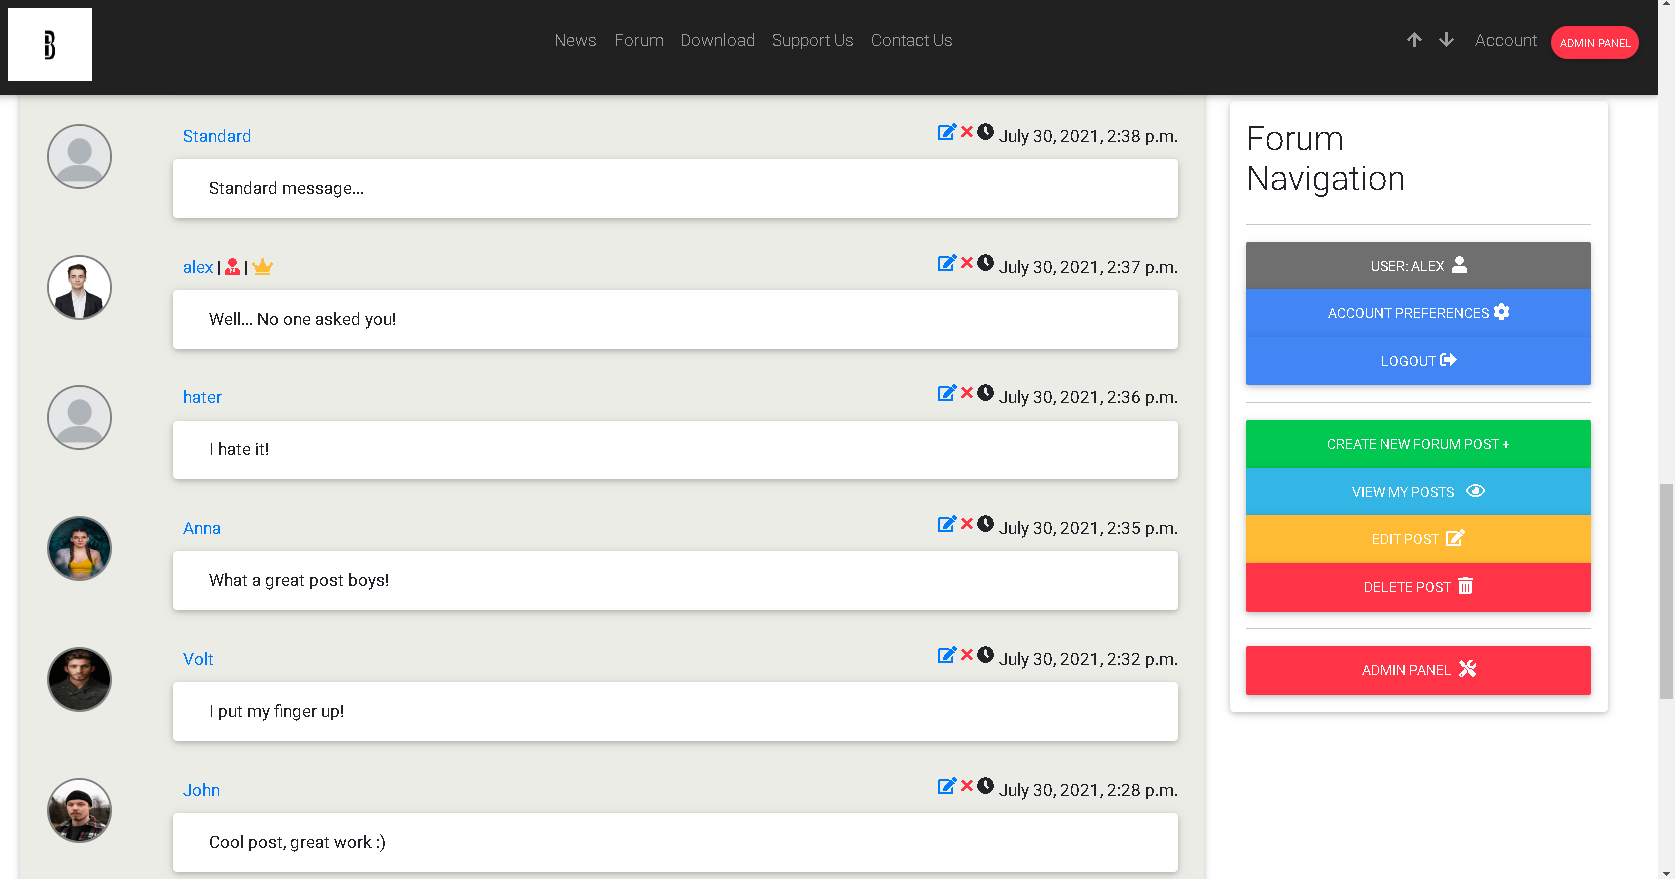 B
News Forum Download Support Us Contact Us
Account ADMIN PANEL
Standard July 30, 2021, 2:38 p.m.
Standard message...
alex | | July 30, 2021, 2:37 p.m.
Well... No one asked you!
hater July 30, 2021, 2:36 p.m.
I hate it!
Anna July 30, 2021, 2:35 p.m.
What a great post boys!
Volt July 30, 2021, 2:32 p.m.
I put my finger up!
John July 30, 2021, 2:28 p.m.
Cool post, great work :)
Forum
Navigation
USER: ALEX
ACCOUNT PREFERENCES
LOGOUT
CREATE NEW FORUM POST +
VIEW MY POSTS
EDIT POST
DELETE POST
ADMIN PANEL